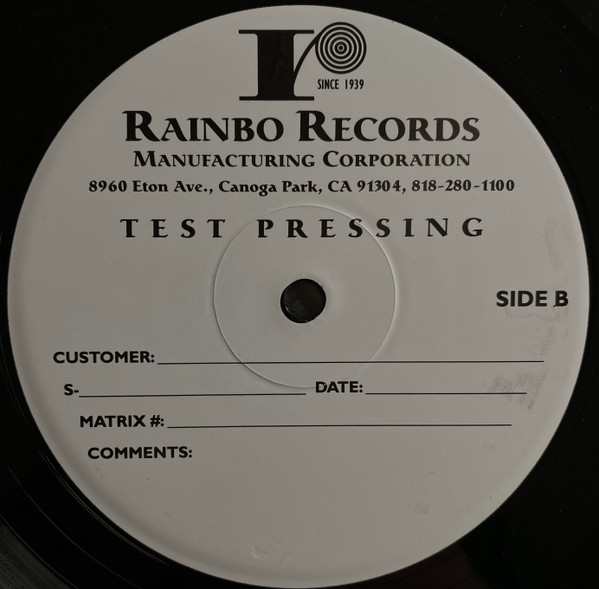 r
SINCE 1939
RAINBO RECORDS
MANUFACTURING CORPORATION
8960 Eton Ave., Canoga Park, CA 91304, 818-280-1100
TEST PRESSING
SIDE B
CUSTOMER:
S- DATE:
MATRIX #:
COMMENTS: